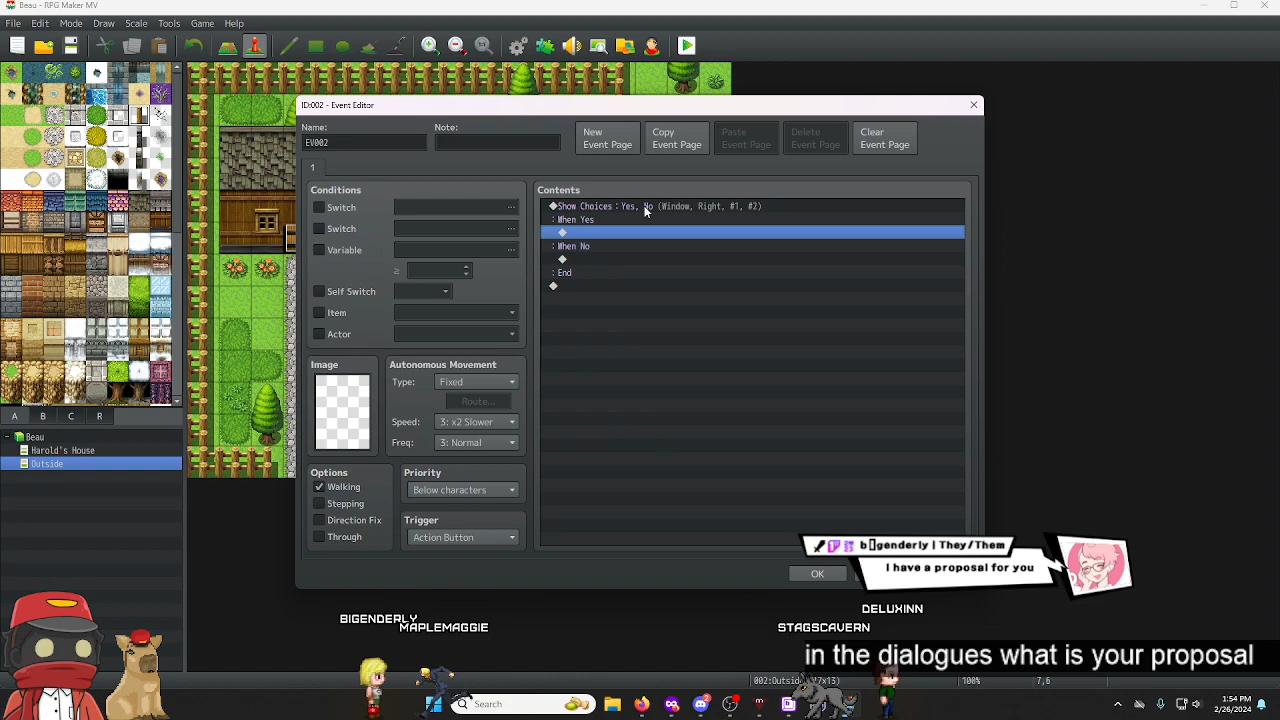 Beau - RPG Maker MV
File Edit Mode Draw Scale Tools Game Help
ID:002 - Event Editor
Name:
EV002
Note:
New
Event Page
Copy
Event Page
Paste
Event Page
Delete
Event Page
Clear
Event Page
1
Conditions
Switch
...
Switch
...
Variable
...
≥
Self Switch
Item
Actor
Image
Autonomous Movement
Type: Fixed
Route...
Speed: 3: x2 Slower
Freq: 3: Normal
Options
Walking
Stepping
Direction Fix
Through
Priority
Below characters
Trigger
Action Button
Contents
◆Show Choices : Yes, No (Window, Right, #1, #2)
: When Yes
◆
: When No
◆
: End
◆
OK
A B C R
Beau
Harold's House
Outside
I have a proposal for you
BIGENDERLY
MAPLEMAGGIE
DELUXINN
STAGSCAVERN
in the dialogues what is your proposal
100%
7,6
Search
1:54 PM
2/26/2024